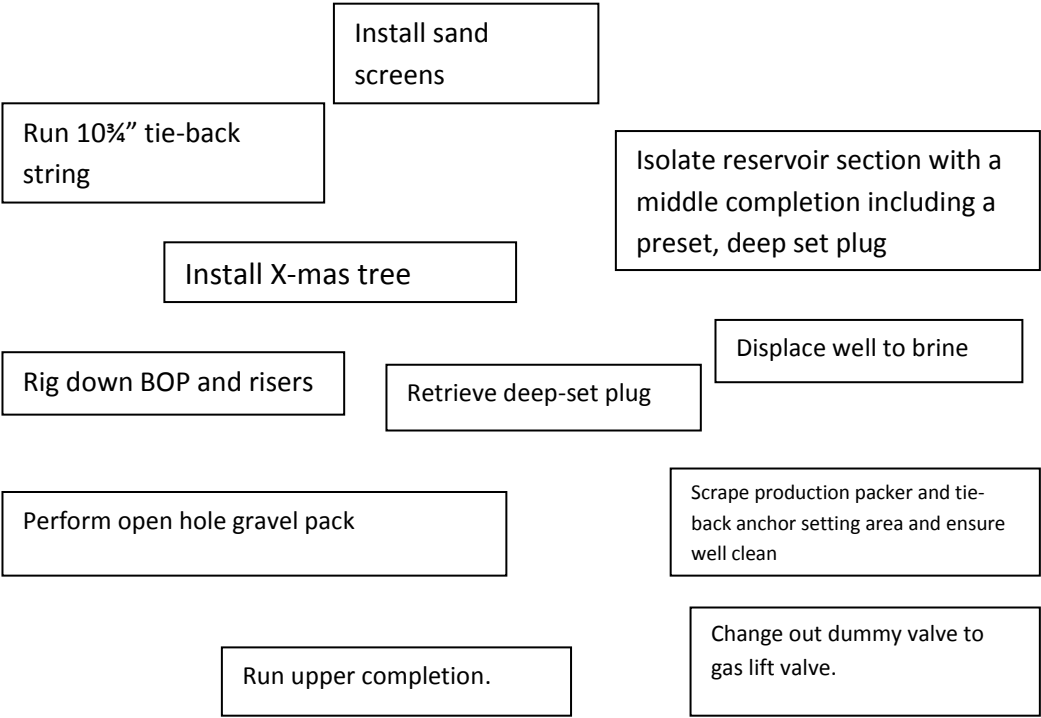 Install sand
screens
Run 10¾” tie-back
string
Isolate reservoir section with a
middle completion including a
preset, deep set plug
Install X-mas tree
Displace well to brine
Rig down BOP and risers
Retrieve deep-set plug
Scrape production packer and tie-
back anchor setting area and ensure
well clean
Perform open hole gravel pack
Change out dummy valve to
gas lift valve.
Run upper completion.